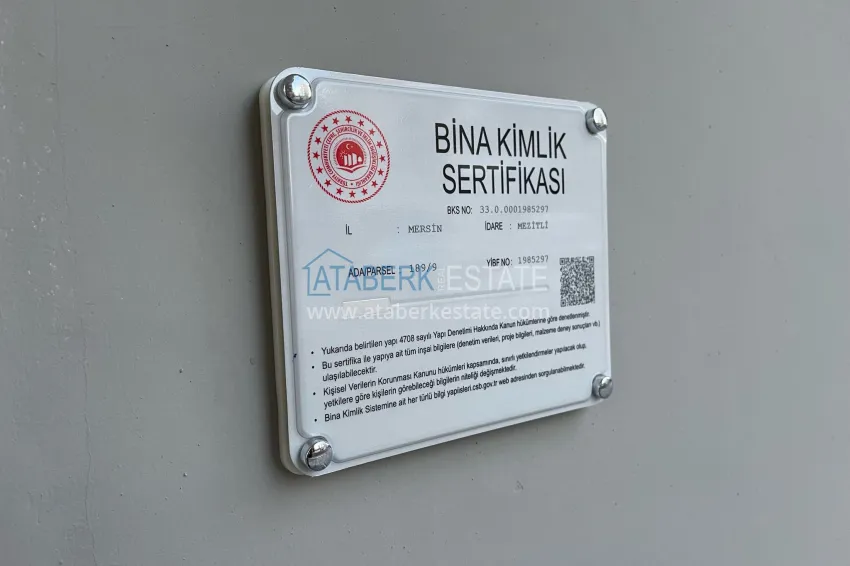 BİNA KİMLİK
SERTİFİKASI
BKS NO: 33.0.0001985297
İL : MERSİN İDARE : MEZİTLİ
ADA/PARSEL : 189/9 YİBF NO : 1985297
ATABERK REAL ESTATE
www.ataberkestate.com
• Yukarıda belirtilen yapı 4708 sayılı Yapı Denetimi Hakkında Kanun hükümlerine göre denetlenmiştir.
• Bu sertifika ile yapıya ait tüm inşai bilgilere (denetim verileri, proje bilgileri, malzeme deney sonuçları vb.)
ulaşılabilecektir.
• Kişisel Verilerin Korunması Kanunu hükümleri kapsamında, sınırlı yetkilendirmeler yapılacak olup,
yetkilere göre kişilerin görebileceği bilgilerin niteliği değişmektedir.
• Bina Kimlik Sistemine ait her türlü bilgi yapiisleri.csb.gov.tr web adresinden sorgulanabilmektedir.